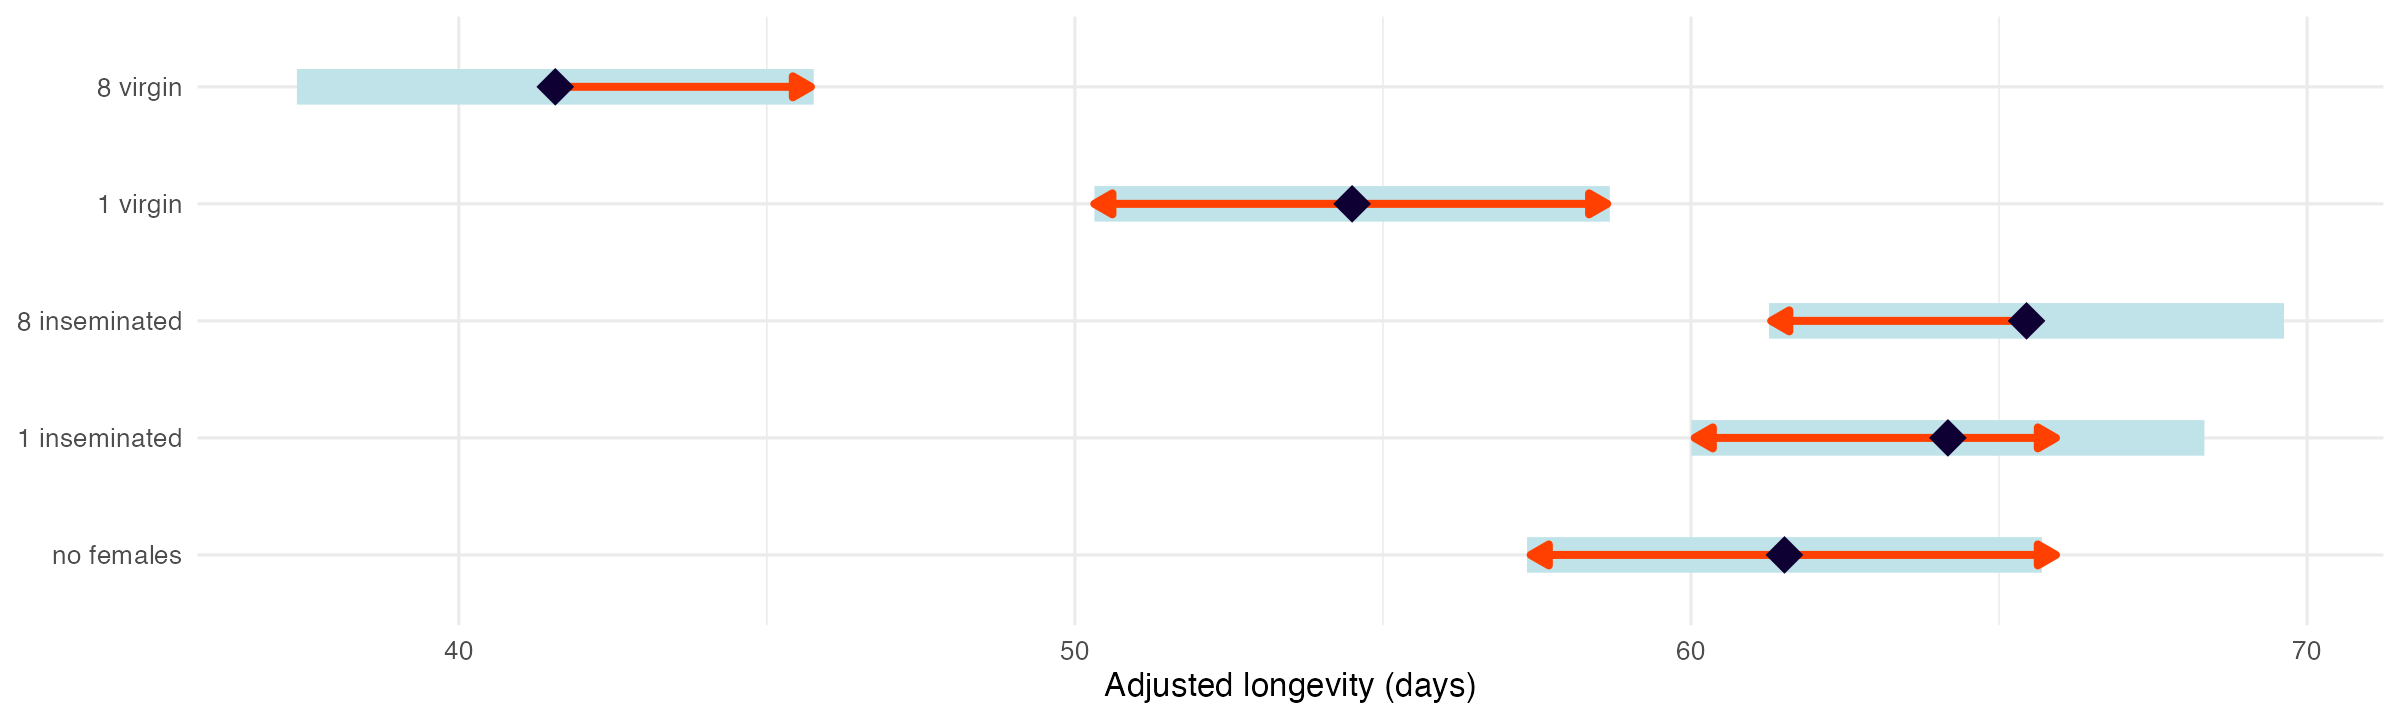 8 virgin
1 virgin
8 inseminated
1 inseminated
no females
40 50 60 70
Adjusted longevity (days)